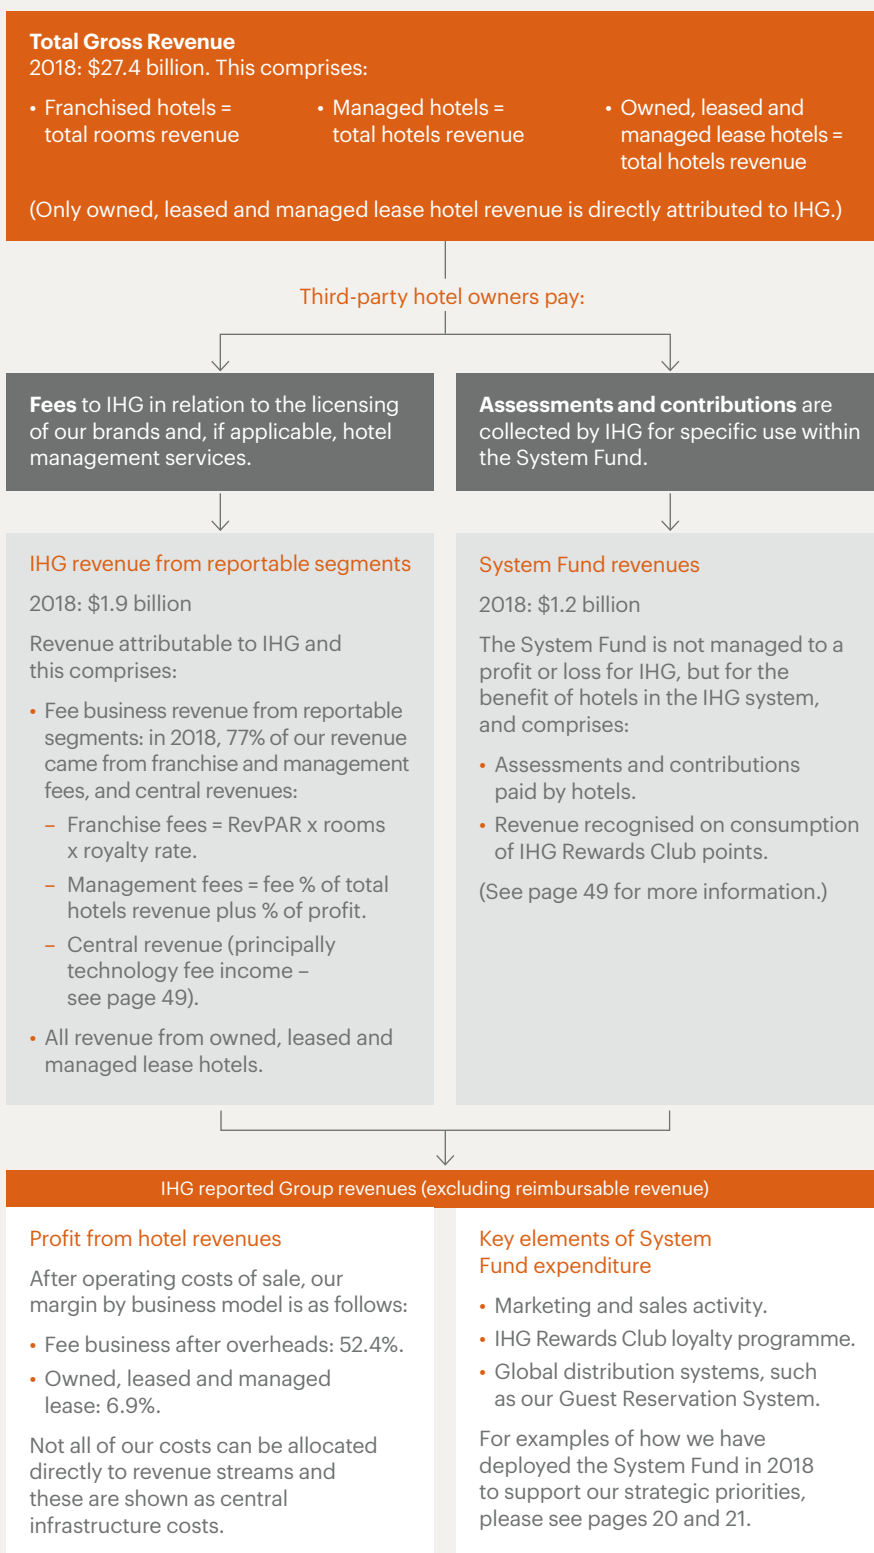 Total Gross Revenue
2018: $27.4 billion. This comprises:
• Franchised hotels =
total rooms revenue
• Managed hotels =
total hotels revenue
• Owned, leased and
managed lease hotels =
total hotels revenue
(Only owned, leased and managed lease hotel revenue is directly attributed to IHG.)
Third-party hotel owners pay:
Fees to IHG in relation to the licensing
of our brands and, if applicable, hotel
management services.
Assessments and contributions are
collected by IHG for specific use within
the System Fund.
IHG revenue from reportable segments
2018: $1.9 billion
Revenue attributable to IHG and
this comprises:
• Fee business revenue from reportable
segments: in 2018, 77% of our revenue
came from franchise and management
fees, and central revenues:
– Franchise fees = RevPAR x rooms
x royalty rate.
– Management fees = fee % of total
hotels revenue plus % of profit.
– Central revenue (principally
technology fee income –
see page 49).
• All revenue from owned, leased and
managed lease hotels.
System Fund revenues
2018: $1.2 billion
The System Fund is not managed to a
profit or loss for IHG, but for the
benefit of hotels in the IHG system,
and comprises:
• Assessments and contributions
paid by hotels.
• Revenue recognised on consumption
of IHG Rewards Club points.
(See page 49 for more information.)
IHG reported Group revenues (excluding reimbursable revenue)
Profit from hotel revenues
After operating costs of sale, our
margin by business model is as follows:
• Fee business after overheads: 52.4%.
• Owned, leased and managed
lease: 6.9%.
Not all of our costs can be allocated
directly to revenue streams and
these are shown as central
infrastructure costs.
Key elements of System
Fund expenditure
• Marketing and sales activity.
• IHG Rewards Club loyalty programme.
• Global distribution systems, such
as our Guest Reservation System.
For examples of how we have
deployed the System Fund in 2018
to support our strategic priorities,
please see pages 20 and 21.